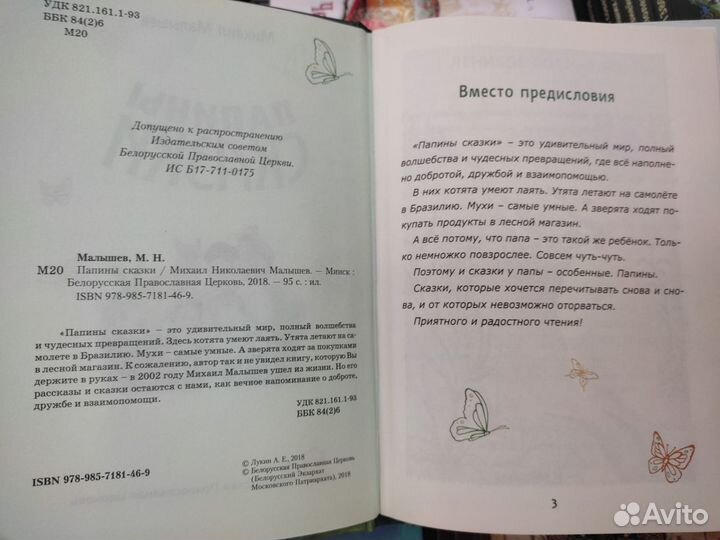 УДК 821.161.1-93
ББК 84(2)6
М20
Допущено к распространению
Издательским советом
Белорусской Православной Церкви.
ИС Б17-711-0175
Малышев, М. Н.
М20 Папины сказки / Михаил Николаевич Малышев. – Минск :
Белорусская Православная Церковь, 2018. – 95 с. : ил.
ISBN 978-985-7181-46-9.
«Папины сказки» – это удивительный мир, полный волшебства
и чудесных превращений. Здесь котята умеют лаять. Утята летают на само-
лете в Бразилию. Мухи – самые умные. А зверята ходят за покупками
в лесной магазин. К сожалению, автор так и не увидел книгу, которую Вы
держите в руках – в 2002 году Михаил Малышев ушел из жизни. Но его
рассказы и сказки остаются с нами, как вечное напоминание о доброте,
дружбе и взаимопомощи.
УДК 821.161.1-93
ББК 84(2)6
© Лукин А. Е., 2018
© Белорусская Православная Церковь
(Белорусский Экзархат
Московского Патриархата), 2018
ISBN 978-985-7181-46-9
Вместо предисловия
«Папины сказки» – это удивительный мир, полный
волшебства и чудесных превращений, где всё наполне-
но добротой, дружбой и взаимопомощью.
В них котята умеют лаять. Утята летают на самолёте
в Бразилию. Мухи – самые умные. А зверята ходят по-
купать продукты в лесной магазин.
А всё потому, что папа – это такой же ребёнок. Толь-
ко немножко повзрослее. Совсем чуть-чуть.
Поэтому и сказки у папы – особенные. Папины.
Сказки, которые хочется перечитывать снова и сно-
ва, и от которых невозможно оторваться.
Приятного и радостного чтения!
3
Avito